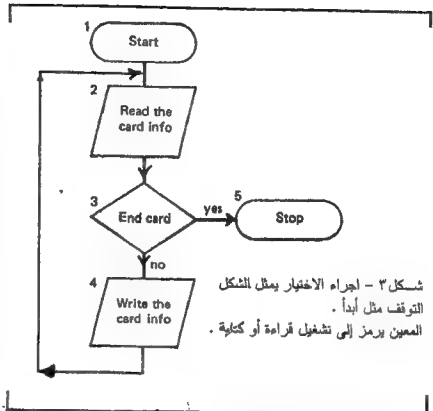 1
Start
2
Read the
card info
3
End card
yes
5
Stop
no
4
Write the
card info
شكل ٣ – اجراء الاختيار يمثل الشكل
التوقف مثل أبدأ .
المعين يرمز إلى تشغيل قراءة أو كتابة .